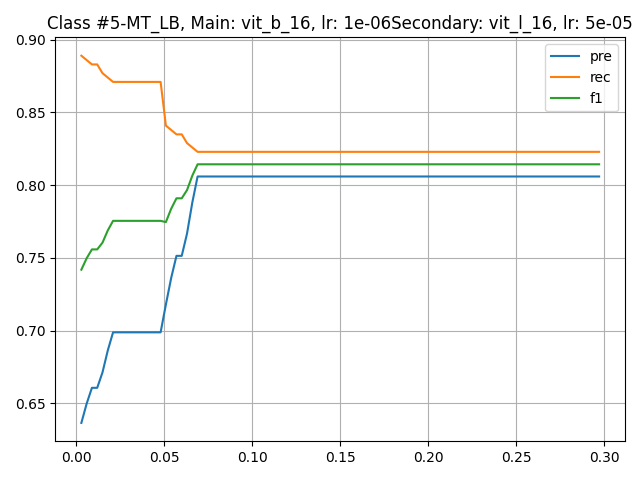 Class #5-MT_LB, Main: vit_b_16, lr: 1e-06Secondary: vit_l_16, lr: 5e-05
0.90
0.85
0.80
0.75
0.70
0.65
pre
rec
f1
0.00 0.05 0.10 0.15 0.20 0.25 0.30